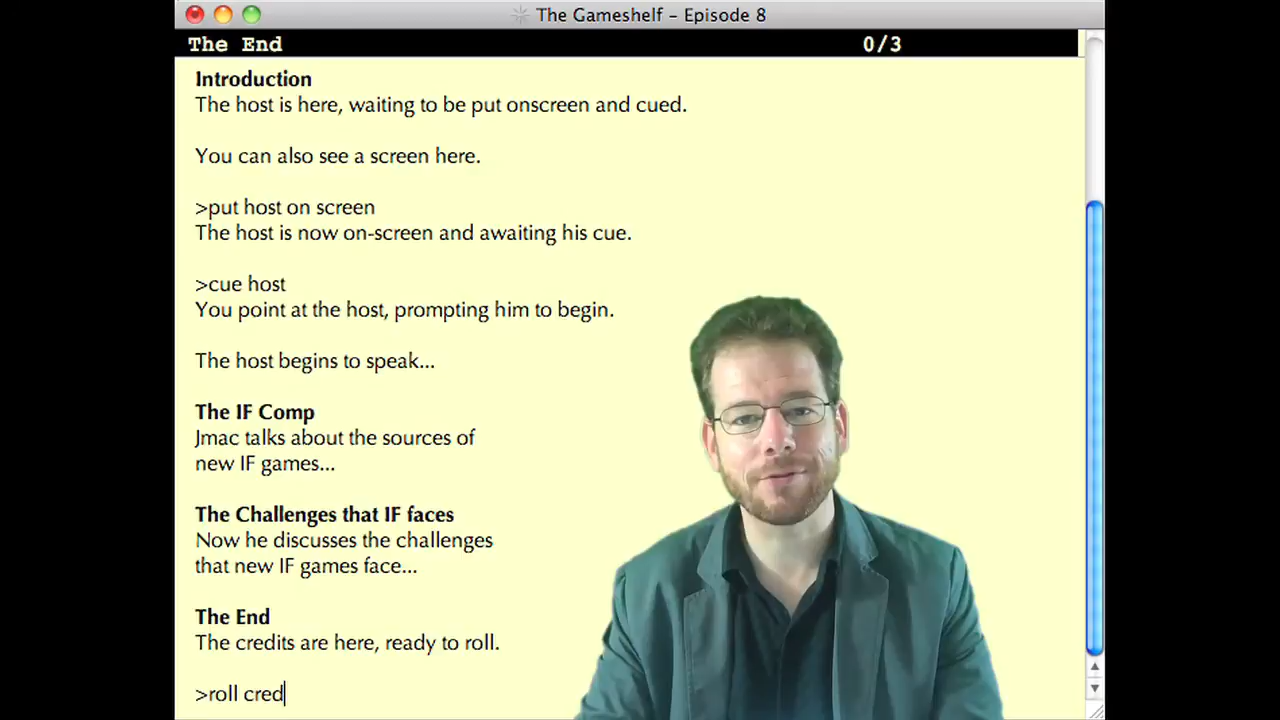 The Gameshelf – Episode 8
The End 0/3
Introduction
The host is here, waiting to be put onscreen and cued.
You can also see a screen here.
>put host on screen
The host is now on-screen and awaiting his cue.
>cue host
You point at the host, prompting him to begin.
The host begins to speak...
The IF Comp
Jmac talks about the sources of
new IF games...
The Challenges that IF faces
Now he discusses the challenges
that new IF games face...
The End
The credits are here, ready to roll.
>roll cred